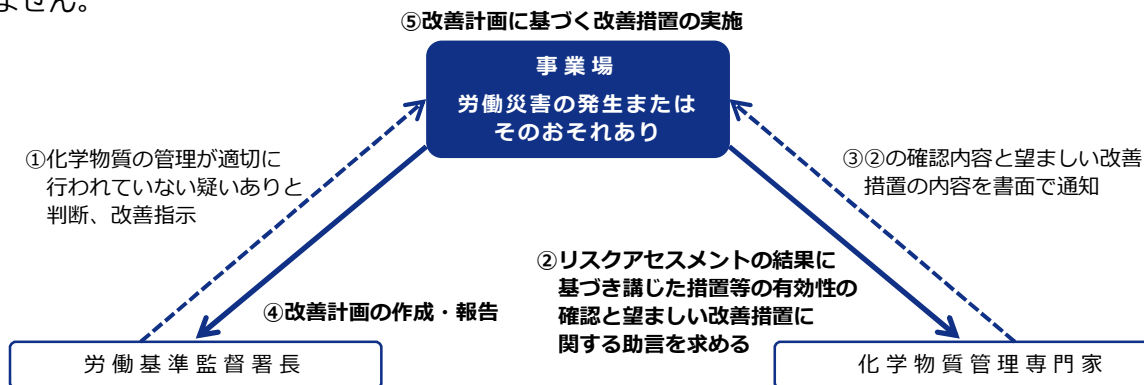 ません。
⑤改善計画に基づく改善措置の実施
事業場
労働災害の発生または
そのおそれあり
①化学物質の管理が適切に
行われていない疑いありと
判断、改善指示
③②の確認内容と望ましい改善
措置の内容を書面で通知
②リスクアセスメントの結果に
基づき講じた措置等の有効性の
確認と望ましい改善措置に
関する助言を求める
④改善計画の作成・報告
労働基準監督署長
化学物質管理専門家